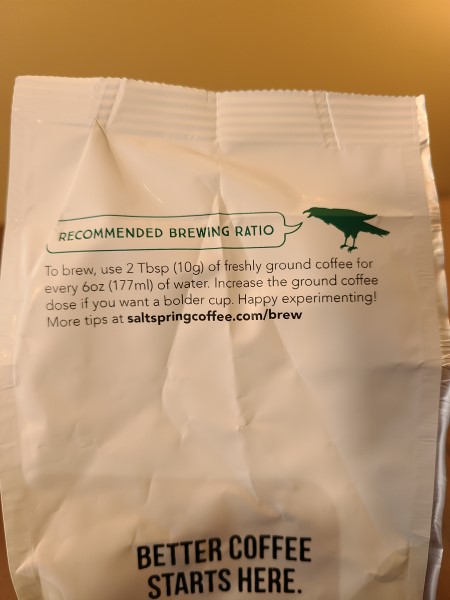 RECOMMENDED BREWING RATIO
To brew, use 2 Tbsp (10g) of freshly ground coffee for
every 6oz (177ml) of water. Increase the ground coffee
dose if you want a bolder cup. Happy experimenting!
More tips at saltspringcoffee.com/brew
BETTER COFFEE
STARTS HERE.